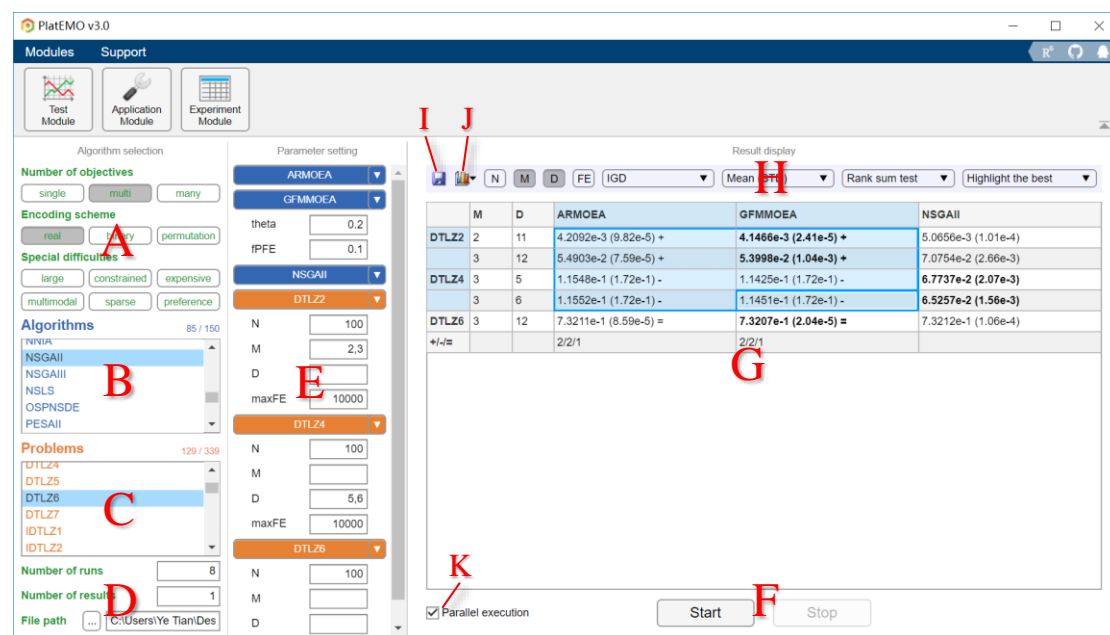 PlatEMO v3.0
Modules Support
Test Module
Application Module
Experiment Module
Algorithm selection
Number of objectives
single multi many
Encoding scheme
real binary permutation
A
Special difficulties
large constrained expensive
multimodal sparse preference
Algorithms 85 / 150
NNIA
NSGAII
NSGAIII
NSLS
OSPNSDE
PESAII
B
Problems 129 / 339
DTLZ4
DTLZ5
DTLZ6
DTLZ7
IDTLZ1
IDTLZ2
C
Number of runs 8
Number of results 1
File path ... C:\Users\Ye Tian\Des
D
Parameter setting
ARMOEA
GFMMOEA
theta 0.2
fPFE 0.1
NSGAII
DTLZ2
N 100
M 2,3
D
maxFE 10000
E
DTLZ4
N 100
M
D 5,6
maxFE 10000
DTLZ6
N 100
M
D
I J
Result display
N M D FE IGD Mean (STD) Rank sum test Highlight the best
H
M D ARMOEA GFMMOEA NSGAII
DTLZ2 2 11 4.2092e-3 (9.82e-5) + 4.1466e-3 (2.41e-5) + 5.0656e-3 (1.01e-4)
3 12 5.4903e-2 (7.59e-5) + 5.3998e-2 (1.04e-3) + 7.0754e-2 (2.66e-3)
DTLZ4 3 5 1.1548e-1 (1.72e-1) - 1.1425e-1 (1.72e-1) - 6.7737e-2 (2.07e-3)
3 6 1.1552e-1 (1.72e-1) - 1.1451e-1 (1.72e-1) - 6.5257e-2 (1.56e-3)
DTLZ6 3 12 7.3211e-1 (8.59e-5) = 7.3207e-1 (2.04e-5) = 7.3212e-1 (1.06e-4)
+/-/= 2/2/1 2/2/1
G
K
Parallel execution Start F Stop